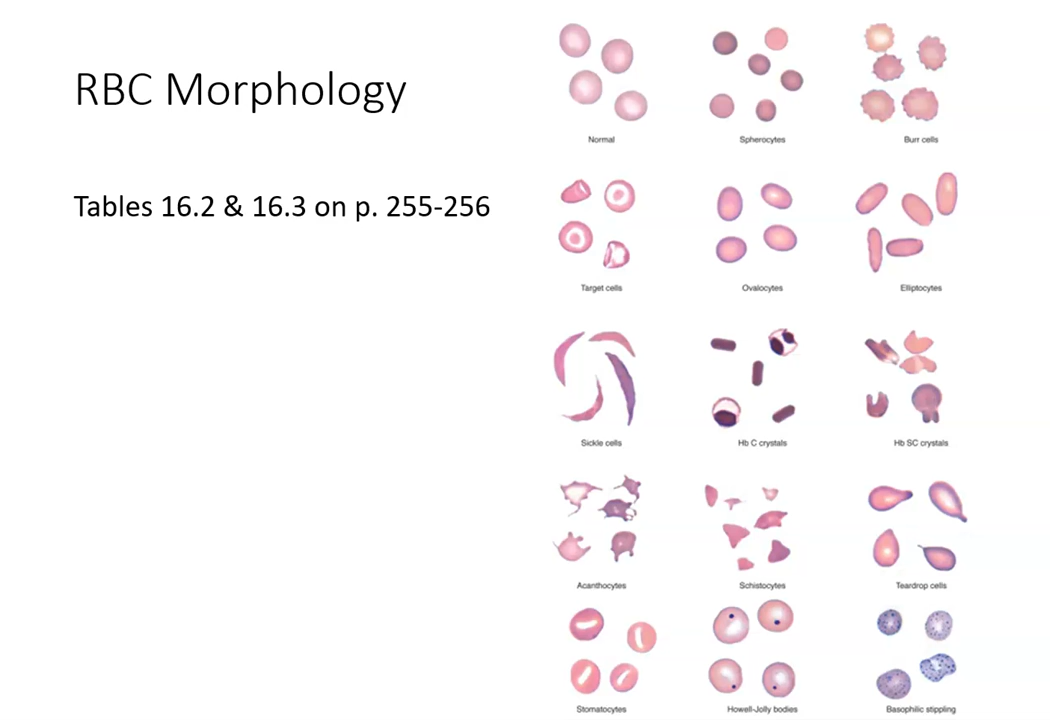 RBC Morphology
Tables 16.2 & 16.3 on p. 255-256
Normal
Spherocytes
Burr cells
Target cells
Ovalocytes
Elliptocytes
Sickle cells
Hb C crystals
Hb SC crystals
Acanthocytes
Schistocytes
Teardrop cells
Stomatocytes
Howell-Jolly bodies
Basophilic stippling